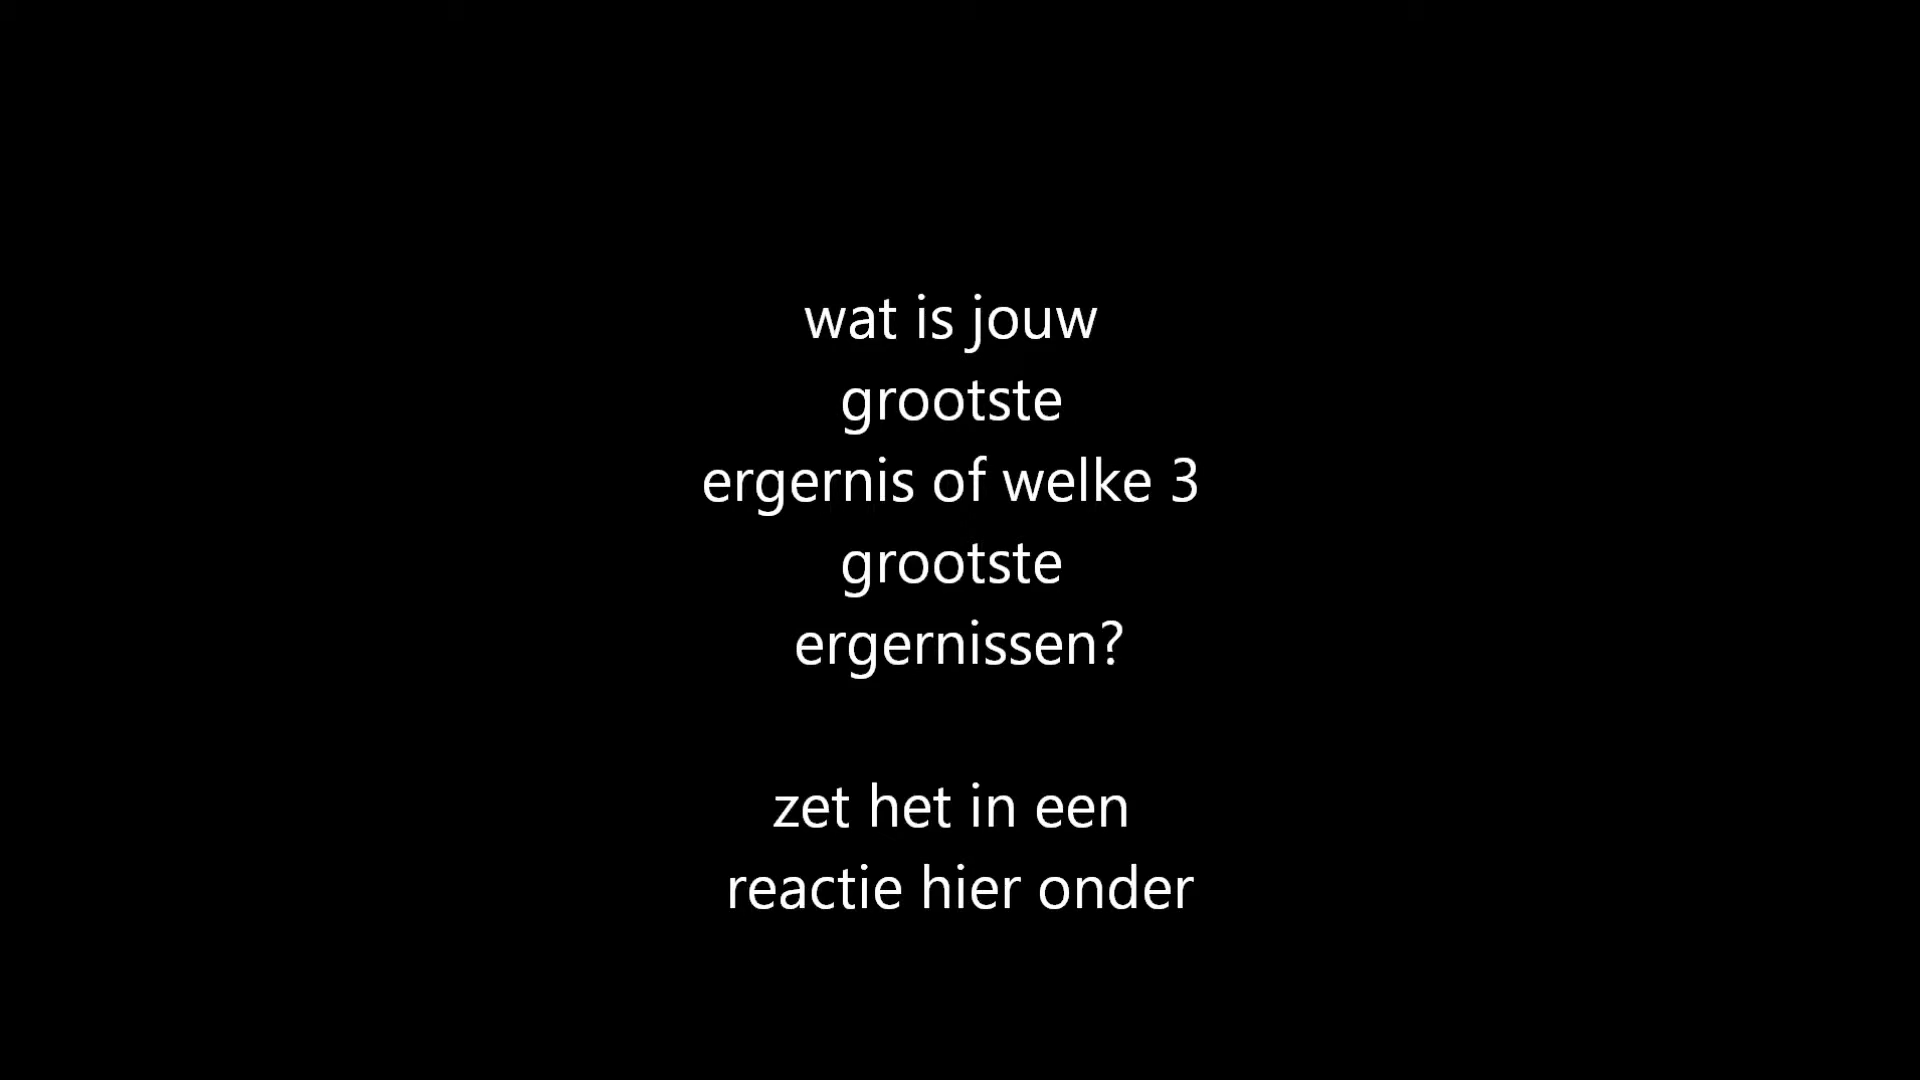 wat is jouw
grootste
ergernis of welke 3
grootste
ergernissen?
zet het in een
reactie hier onder